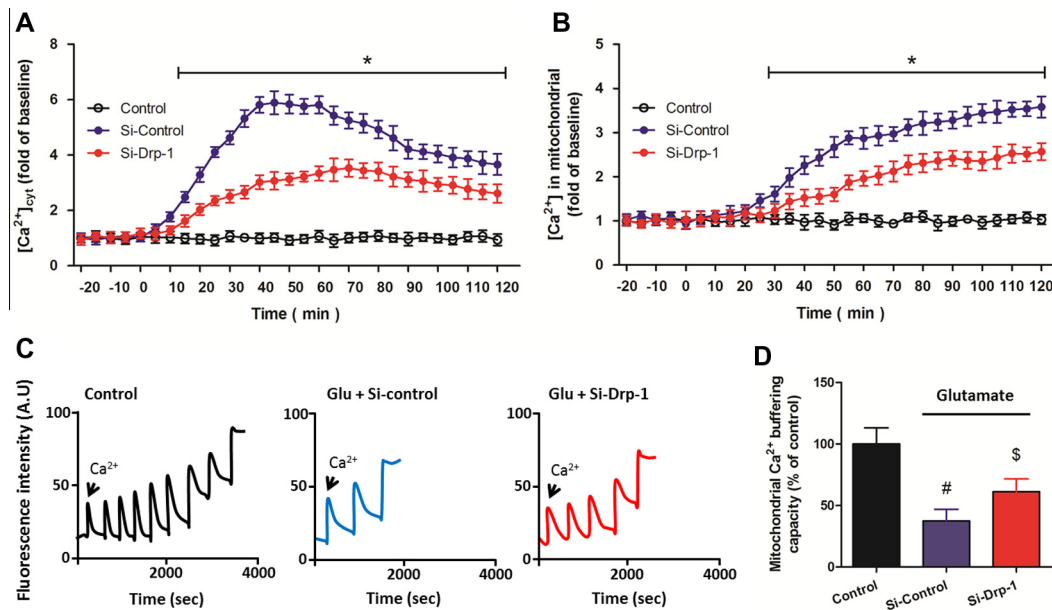 A
[Ca2+]cyt (fold of baseline)
8
6
4
2
0
Control
Si-Control
Si-Drp-1
*
-20 -10 0 10 20 30 40 50 60 70 80 90 100 110 120
Time ( min )
B
[Ca2+] in mitochondrial
(fold of baseline)
5
4
3
2
1
0
Control
Si-Control
Si-Drp-1
*
-20 -10 0 10 20 30 40 50 60 70 80 90 100 110 120
Time ( min )
C
Fluorescence intensity (A.U)
Control
100
50
0
Ca2+
2000 4000
Time (sec)
Glu + Si-control
100
50
0
Ca2+
2000 4000
Time (sec)
Glu + Si-Drp-1
100
50
0
Ca2+
2000 4000
Time (sec)
D
Mitochondrial Ca2+ buffering
capacity (% of control)
150
100
50
0
Glutamate
#
$
Control
Si-Control
Si-Drp-1